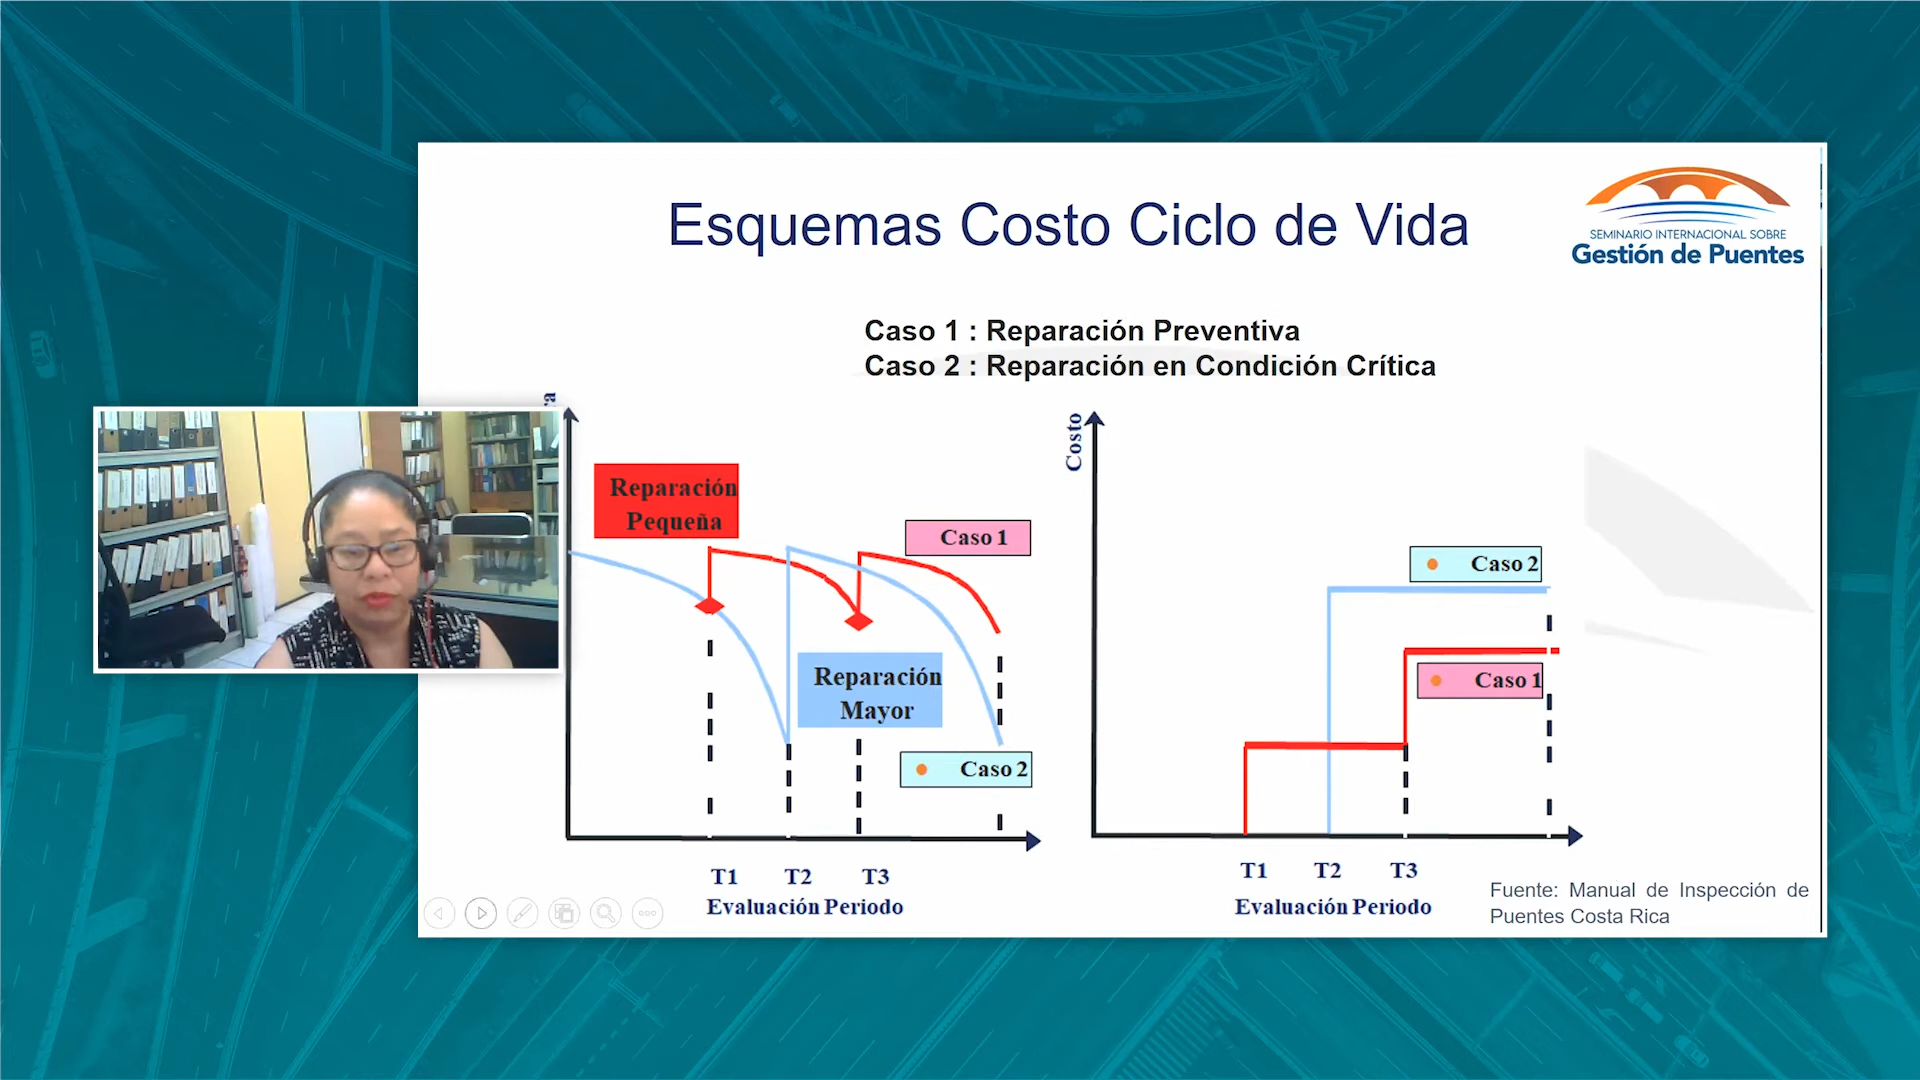 Esquemas Costo Ciclo de Vida
SEMINARIO INTERNACIONAL SOBRE
Gestión de Puentes
Caso 1 : Reparación Preventiva
Caso 2 : Reparación en Condición Crítica
Reparación
Pequeña
Caso 1
Reparación
Mayor
Caso 2
T1 T2 T3
Evaluación Periodo
Costo
Caso 2
Caso 1
T1 T2 T3
Evaluación Periodo
Fuente: Manual de Inspección de
Puentes Costa Rica